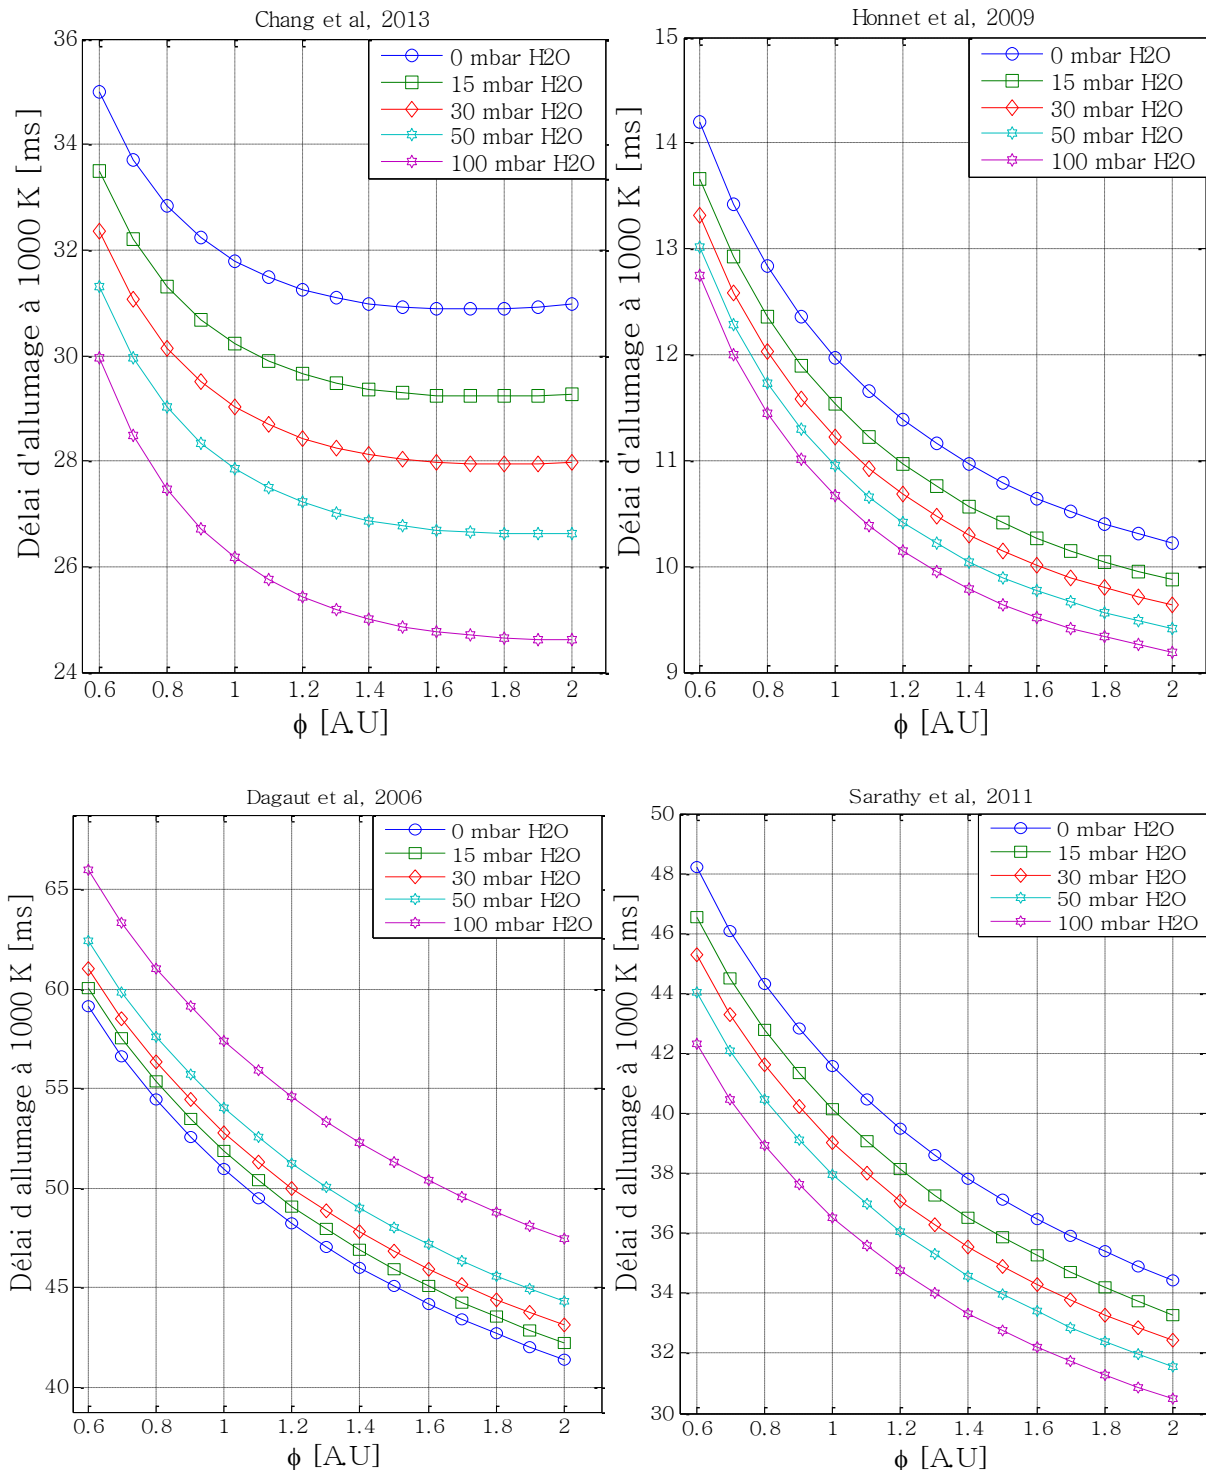 Chang et al, 2013
36
34
32
30
28
26
24
Délai d'allumage à 1000 K [ms]
0 mbar H2O
15 mbar H2O
30 mbar H2O
50 mbar H2O
100 mbar H2O
0.6 0.8 1 1.2 1.4 1.6 1.8 2
ϕ [A.U]
Honnet et al, 2009
15
14
13
12
11
10
9
Délai d'allumage à 1000 K [ms]
0 mbar H2O
15 mbar H2O
30 mbar H2O
50 mbar H2O
100 mbar H2O
0.6 0.8 1 1.2 1.4 1.6 1.8 2
ϕ [A.U]
Dagaut et al, 2006
65
60
55
50
45
40
Délai d allumage à 1000 K [ms]
0 mbar H2O
15 mbar H2O
30 mbar H2O
50 mbar H2O
100 mbar H2O
0.6 0.8 1 1.2 1.4 1.6 1.8 2
ϕ [A.U]
Sarathy et al, 2011
50
48
46
44
42
40
38
36
34
32
30
Délai d allumage à 1000 K [ms]
0 mbar H2O
15 mbar H2O
30 mbar H2O
50 mbar H2O
100 mbar H2O
0.6 0.8 1 1.2 1.4 1.6 1.8 2
ϕ [A.U]